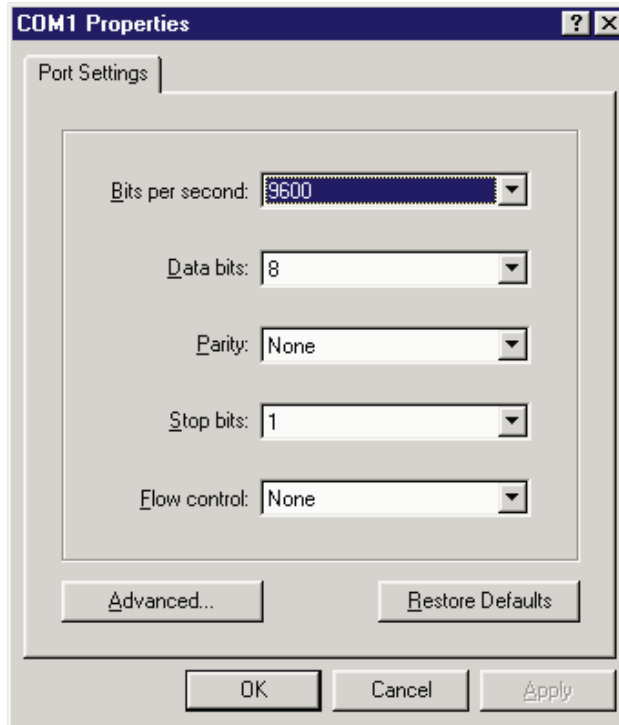 COM1 Properties
Port Settings
Bits per second: 9600
Data bits: 8
Parity: None
Stop bits: 1
Flow control: None
Advanced... Restore Defaults
OK Cancel Apply